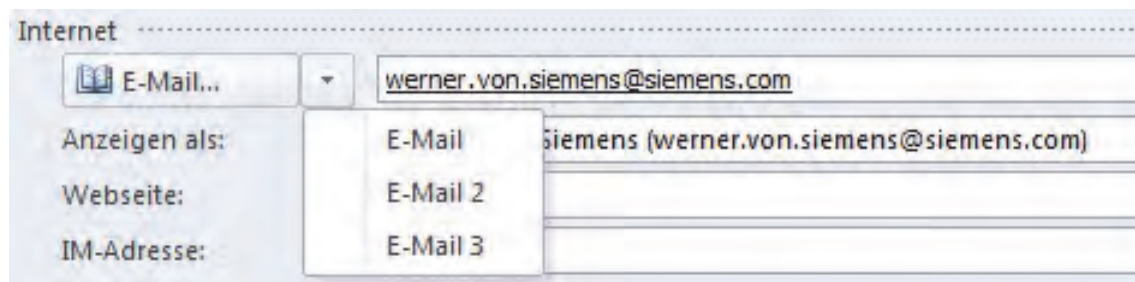 Internet
E-Mail... werner.von.siemens@siemens.com
Anzeigen als: E-Mail Siemens (werner.von.siemens@siemens.com)
Webseite: E-Mail 2
IM-Adresse: E-Mail 3